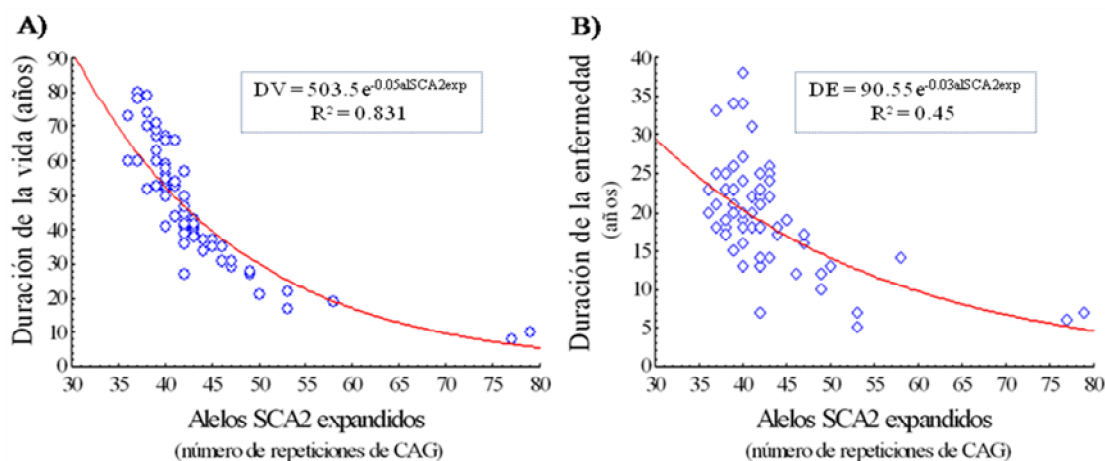 A)
Duración de la vida (años)
90
80
70
60
50
40
30
20
10
0
DV = 503.5e-0.05alSCA2exp
R² = 0.831
30 35 40 45 50 55 60 65 70 75 80
Alelos SCA2 expandidos
(número de repeticiones de CAG)
B)
Duración de la enfermedad
(años)
40
35
30
25
20
15
10
5
0
DE = 90.55e-0.03alSCA2exp
R² = 0.45
30 35 40 45 50 55 60 65 70 75 80
Alelos SCA2 expandidos
(número de repeticiones de CAG)